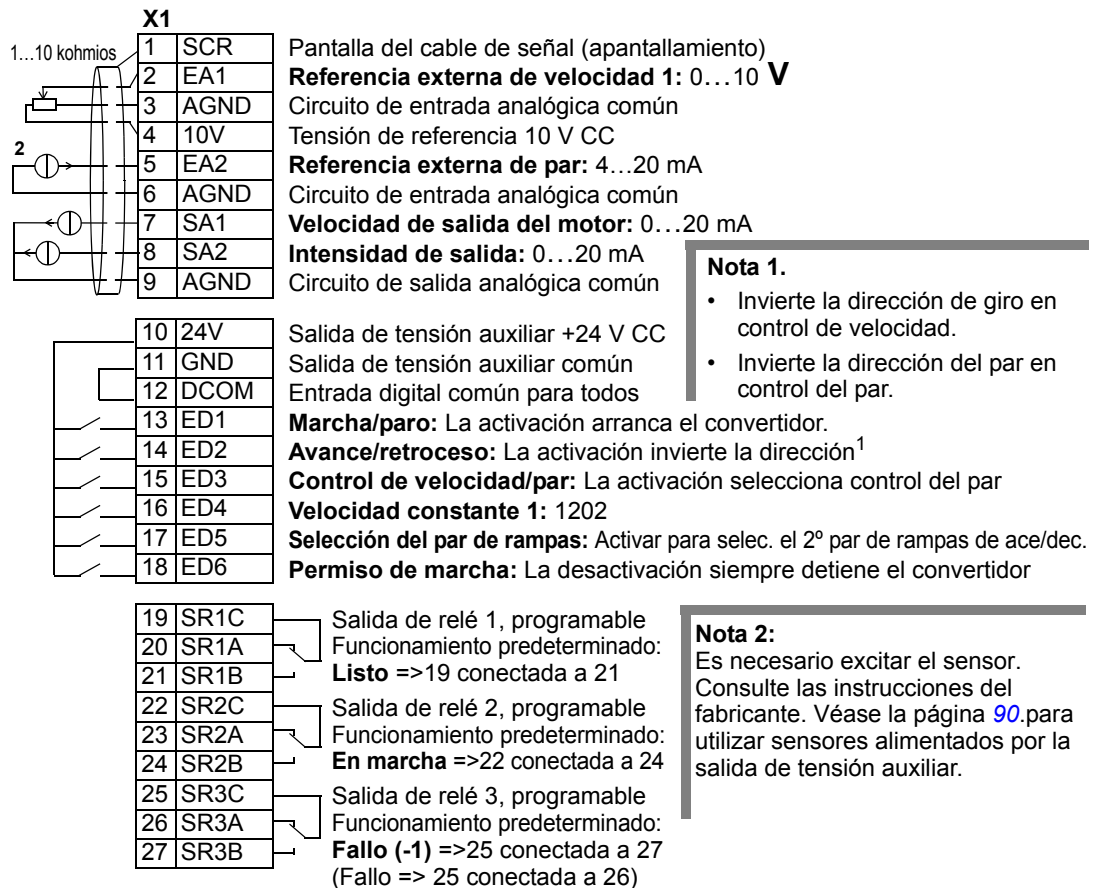 X1
1…10 kohmios
1 SCR Pantalla del cable de señal (apantallamiento)
2 EA1 Referencia externa de velocidad 1: 0…10 V
3 AGND Circuito de entrada analógica común
4 10V Tensión de referencia 10 V CC
2
5 EA2 Referencia externa de par: 4…20 mA
6 AGND Circuito de entrada analógica común
7 SA1 Velocidad de salida del motor: 0…20 mA
8 SA2 Intensidad de salida: 0…20 mA
9 AGND Circuito de salida analógica común
Nota 1.
• Invierte la dirección de giro en
control de velocidad.
• Invierte la dirección del par en
control del par.
10 24V Salida de tensión auxiliar +24 V CC
11 GND Salida de tensión auxiliar común
12 DCOM Entrada digital común para todos
13 ED1 Marcha/paro: La activación arranca el convertidor.
14 ED2 Avance/retroceso: La activación invierte la dirección1
15 ED3 Control de velocidad/par: La activación selecciona control del par
16 ED4 Velocidad constante 1: 1202
17 ED5 Selección del par de rampas: Activar para selec. el 2º par de rampas de ace/dec.
18 ED6 Permiso de marcha: La desactivación siempre detiene el convertidor
19 SR1C Salida de relé 1, programable
20 SR1A Funcionamiento predeterminado:
21 SR1B Listo =>19 conectada a 21
22 SR2C Salida de relé 2, programable
23 SR2A Funcionamiento predeterminado:
24 SR2B En marcha =>22 conectada a 24
25 SR3C Salida de relé 3, programable
26 SR3A Funcionamiento predeterminado:
27 SR3B Fallo (-1) =>25 conectada a 27
(Fallo => 25 conectada a 26)
Nota 2:
Es necesario excitar el sensor.
Consulte las instrucciones del
fabricante. Véase la página 90.para
utilizar sensores alimentados por la
salida de tensión auxiliar.